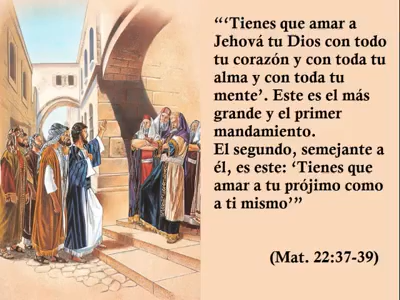 “‘Tienes que amar a
Jehová tu Dios con todo
tu corazón y con toda tu
alma y con toda tu
mente’. Este es el más
grande y el primer
mandamiento.
El segundo, semejante a
él, es este: ‘Tienes que
amar a tu prójimo como
a ti mismo’”
(Mat. 22:37-39)